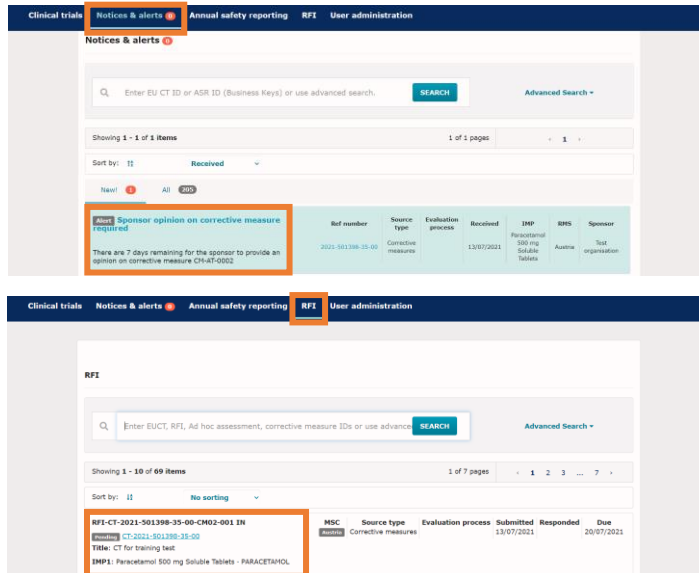 Clinical trials Notices & alerts Annual safety reporting RFI User administration
Notices & alerts
Enter EU CT ID or ASR ID (Business Keys) or use advanced search. SEARCH Advanced Search
Showing 1 - 1 of 1 items 1 of 1 pages ‹ 1 ›
Sort by: Received
New! 1 All 205
Alert Sponsor opinion on corrective measure required
There are 7 days remaining for the sponsor to provide an
opinion on corrective measure CM-AT-0002
Ref number Source type Evaluation process Received IMP RMS Sponsor
2021-501398-35-00 Corrective measures 13/07/2021 Paracetamol 500 mg Soluble Tablets Austria Test organisation
Clinical trials Notices & alerts Annual safety reporting RFI User administration
RFI
Enter EUCT, RFI, Ad hoc assessment, corrective measure IDs or use advance SEARCH Advanced Search
Showing 1 - 10 of 69 items 1 of 7 pages ‹ 1 2 3 ... 7 ›
Sort by: No sorting
RFI-CT-2021-501398-35-00-CM02-001 IN MSC Source type Evaluation process Submitted Responded Due
Pending CT-2021-501398-35-00 Austria Corrective measures 13/07/2021 20/07/2021
Title: CT for training test
IMP1: Paracetamol 500 mg Soluble Tablets - PARACETAMOL